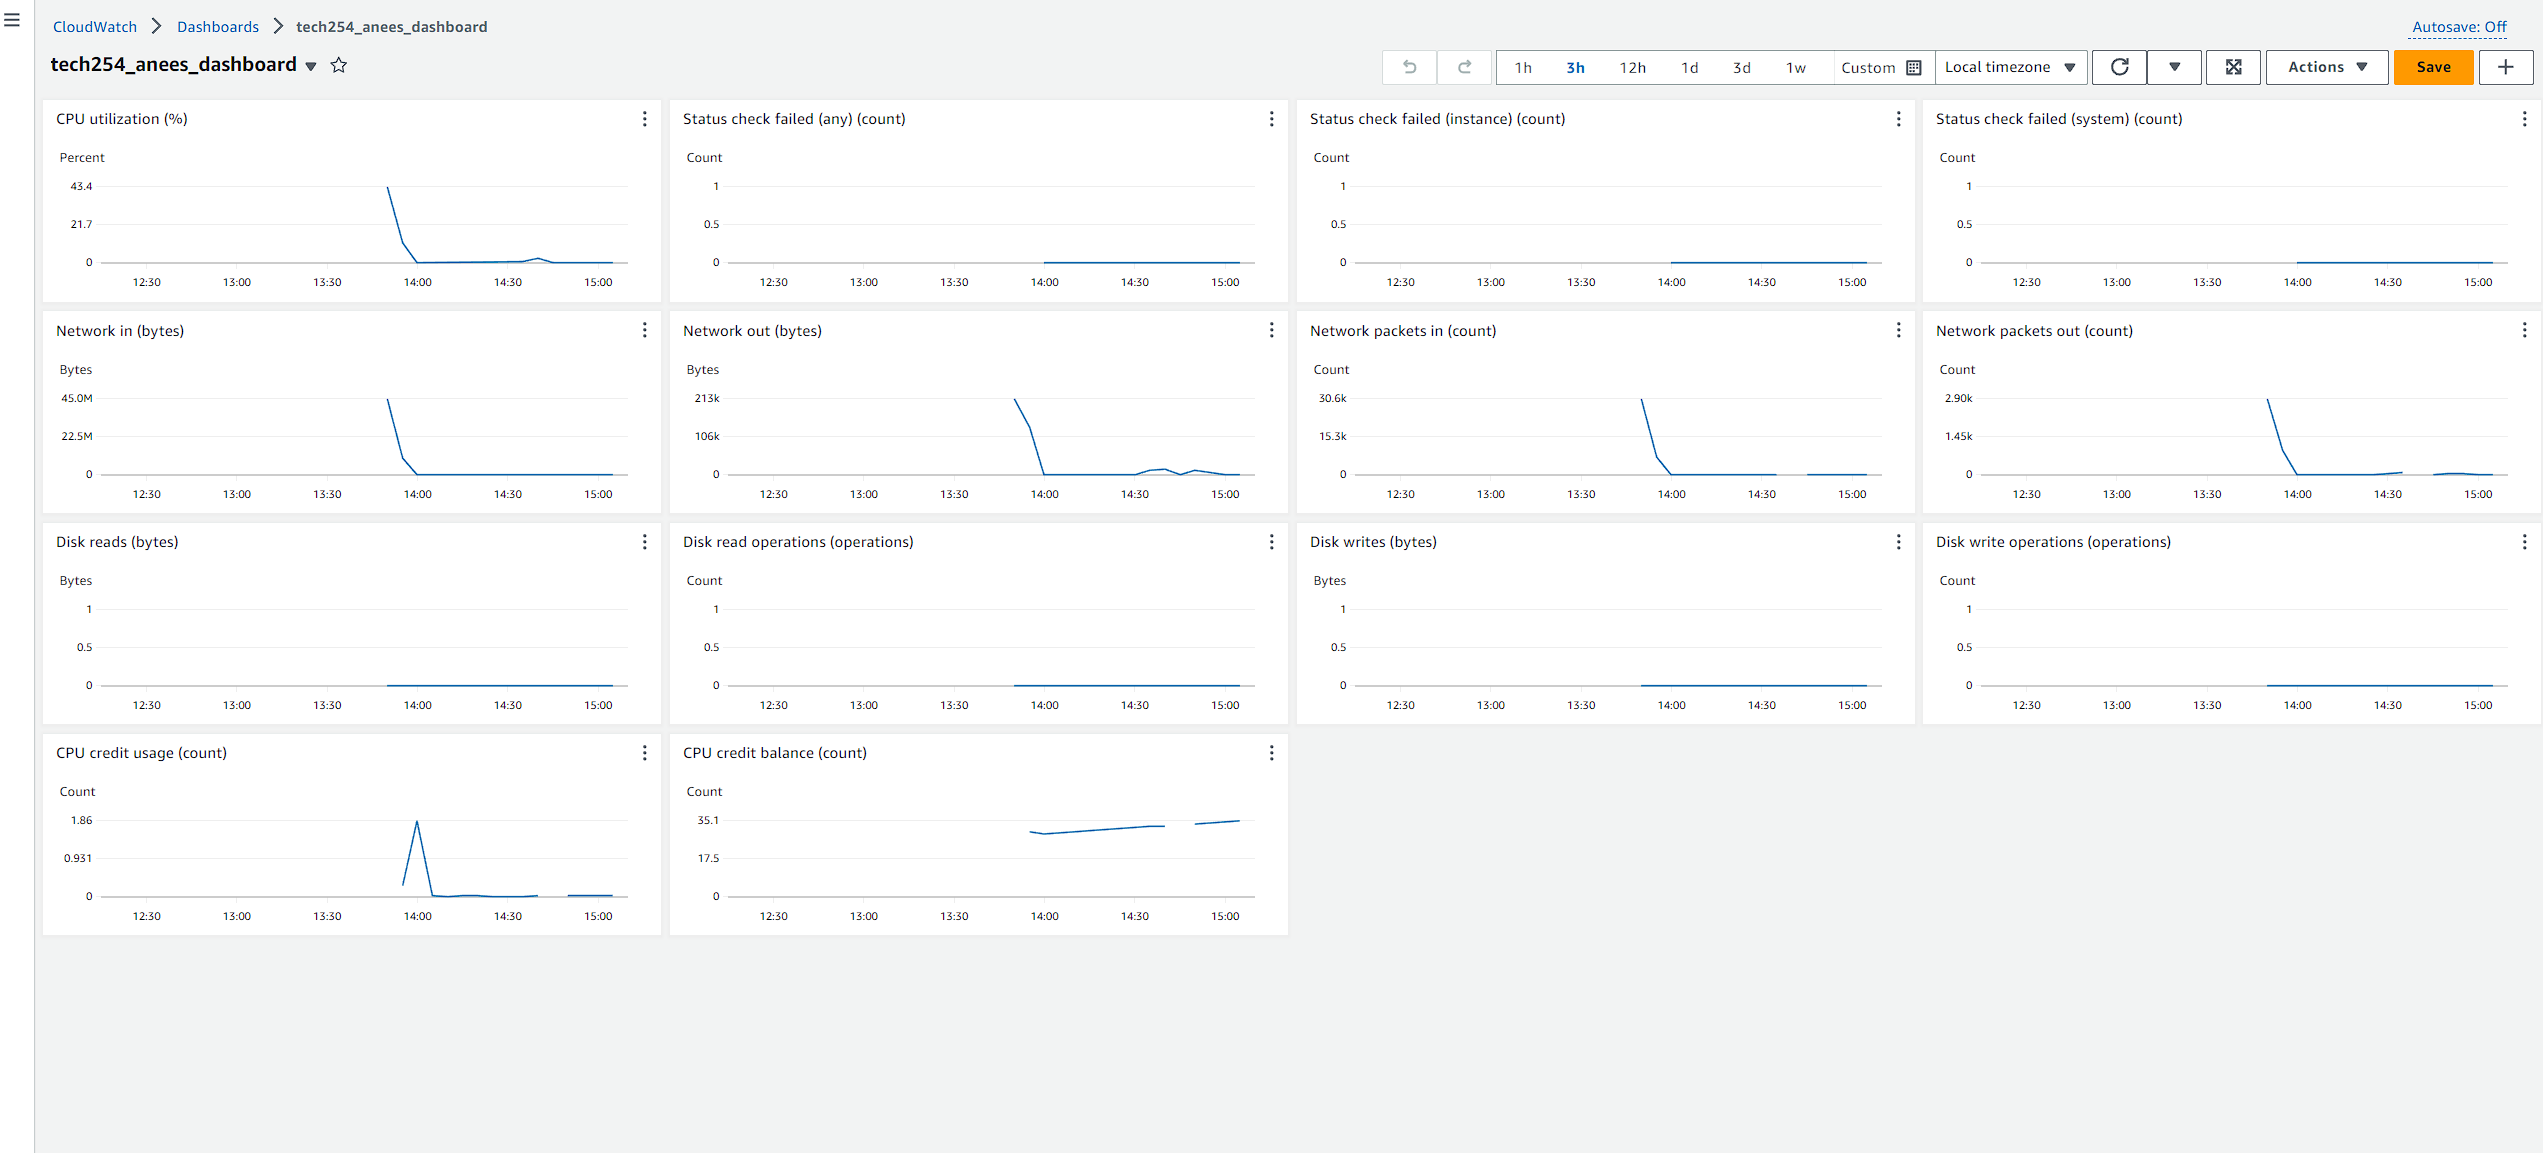 CloudWatch > Dashboards > tech254_anees_dashboard
Autosave: Off
tech254_anees_dashboard
1h 3h 12h 1d 3d 1w Custom Local timezone Actions Save
CPU utilization (%)
Percent
43.4
21.7
0
12:30 13:00 13:30 14:00 14:30 15:00
Status check failed (any) (count)
Count
1
0.5
0
12:30 13:00 13:30 14:00 14:30 15:00
Status check failed (instance) (count)
Count
1
0.5
0
12:30 13:00 13:30 14:00 14:30 15:00
Status check failed (system) (count)
Count
1
0.5
0
12:30 13:00 13:30 14:00 14:30 15:00
Network in (bytes)
Bytes
45.0M
22.5M
0
12:30 13:00 13:30 14:00 14:30 15:00
Network out (bytes)
Bytes
213k
106k
0
12:30 13:00 13:30 14:00 14:30 15:00
Network packets in (count)
Count
30.6k
15.3k
0
12:30 13:00 13:30 14:00 14:30 15:00
Network packets out (count)
Count
2.90k
1.45k
0
12:30 13:00 13:30 14:00 14:30 15:00
Disk reads (bytes)
Bytes
1
0.5
0
12:30 13:00 13:30 14:00 14:30 15:00
Disk read operations (operations)
Count
1
0.5
0
12:30 13:00 13:30 14:00 14:30 15:00
Disk writes (bytes)
Bytes
1
0.5
0
12:30 13:00 13:30 14:00 14:30 15:00
Disk write operations (operations)
Count
1
0.5
0
12:30 13:00 13:30 14:00 14:30 15:00
CPU credit usage (count)
Count
1.86
0.931
0
12:30 13:00 13:30 14:00 14:30 15:00
CPU credit balance (count)
Count
35.1
17.5
0
12:30 13:00 13:30 14:00 14:30 15:00